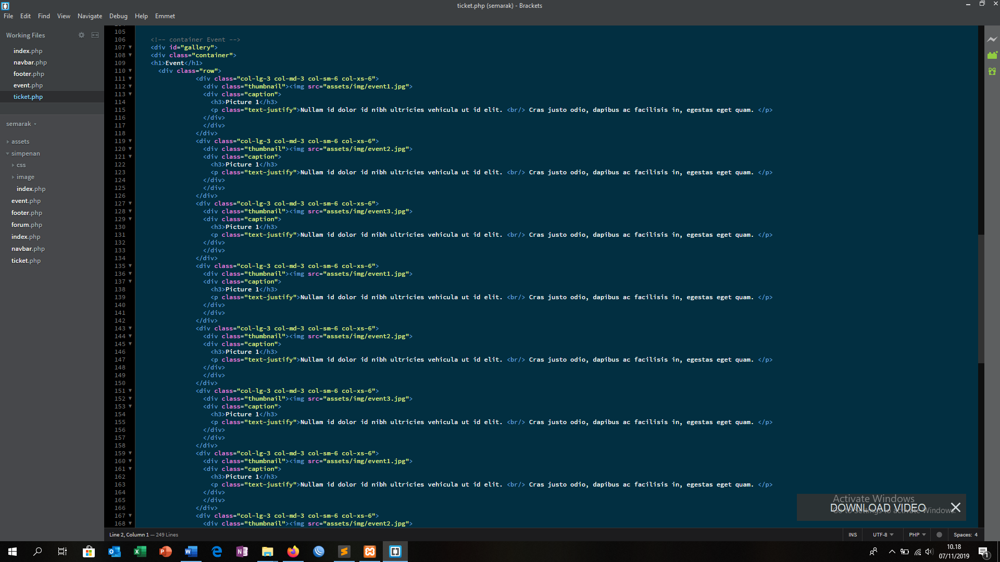 ticket.php (semarak) - Brackets
File Edit Find View Navigate Debug Help Emmet
Working Files
index.php
navbar.php
footer.php
event.php
ticket.php
semarak
assets
simpenan
css
image
index.php
event.php
footer.php
forum.php
index.php
navbar.php
ticket.php
105
106 <!-- container Event -->
107 <div id="gallery">
108 <div class="container">
109 <h1>Event</h1>
110 <div class="row">
111 <div class="col-lg-3 col-md-3 col-sm-6 col-xs-6">
112 <div class="thumbnail"><img src="assets/img/event1.jpg">
113 <div class="caption">
114 <h3>Picture 1</h3>
115 <p class="text-justify">Nullam id dolor id nibh ultricies vehicula ut id elit. <br/> Cras justo odio, dapibus ac facilisis in, egestas eget quam. </p>
116 </div>
117 </div>
118 </div>
119 <div class="col-lg-3 col-md-3 col-sm-6 col-xs-6">
120 <div class="thumbnail"><img src="assets/img/event2.jpg">
121 <div class="caption">
122 <h3>Picture 1</h3>
123 <p class="text-justify">Nullam id dolor id nibh ultricies vehicula ut id elit. <br/> Cras justo odio, dapibus ac facilisis in, egestas eget quam. </p>
124 </div>
125 </div>
126 </div>
127 <div class="col-lg-3 col-md-3 col-sm-6 col-xs-6">
128 <div class="thumbnail"><img src="assets/img/event3.jpg">
129 <div class="caption">
130 <h3>Picture 1</h3>
131 <p class="text-justify">Nullam id dolor id nibh ultricies vehicula ut id elit. <br/> Cras justo odio, dapibus ac facilisis in, egestas eget quam. </p>
132 </div>
133 </div>
134 </div>
135 <div class="col-lg-3 col-md-3 col-sm-6 col-xs-6">
136 <div class="thumbnail"><img src="assets/img/event1.jpg">
137 <div class="caption">
138 <h3>Picture 1</h3>
139 <p class="text-justify">Nullam id dolor id nibh ultricies vehicula ut id elit. <br/> Cras justo odio, dapibus ac facilisis in, egestas eget quam. </p>
140 </div>
141 </div>
142 </div>
143 <div class="col-lg-3 col-md-3 col-sm-6 col-xs-6">
144 <div class="thumbnail"><img src="assets/img/event2.jpg">
145 <div class="caption">
146 <h3>Picture 1</h3>
147 <p class="text-justify">Nullam id dolor id nibh ultricies vehicula ut id elit. <br/> Cras justo odio, dapibus ac facilisis in, egestas eget quam. </p>
148 </div>
149 </div>
150 </div>
151 <div class="col-lg-3 col-md-3 col-sm-6 col-xs-6">
152 <div class="thumbnail"><img src="assets/img/event3.jpg">
153 <div class="caption">
154 <h3>Picture 1</h3>
155 <p class="text-justify">Nullam id dolor id nibh ultricies vehicula ut id elit. <br/> Cras justo odio, dapibus ac facilisis in, egestas eget quam. </p>
156 </div>
157 </div>
158 </div>
159 <div class="col-lg-3 col-md-3 col-sm-6 col-xs-6">
160 <div class="thumbnail"><img src="assets/img/event1.jpg">
161 <div class="caption">
162 <h3>Picture 1</h3>
163 <p class="text-justify">Nullam id dolor id nibh ultricies vehicula ut id elit. <br/> Cras justo odio, dapibus ac facilisis in, egestas eget quam. </p>
164 </div>
165 </div>
166 </div>
167 <div class="col-lg-3 col-md-3 col-sm-6 col-xs-6">
168 <div class="thumbnail"><img src="assets/img/event2.jpg">
Activate Windows
Go to Settings to activate Windows.
DOWNLOAD VIDEO
Line 2, Column 1 — 249 Lines
INS UTF-8 PHP Spaces: 4
10.18
07/11/2019
1